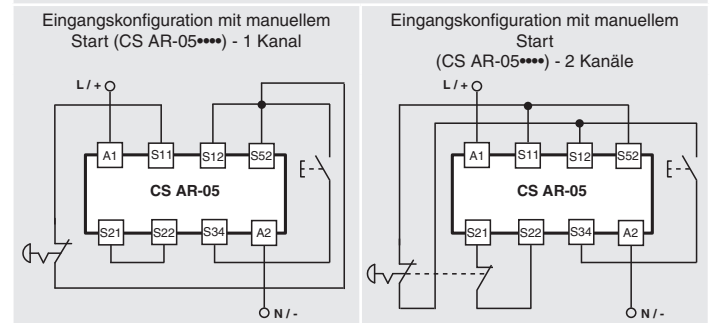 Eingangskonfiguration mit manuellem
Start (CS AR-05••••) - 1 Kanal
L / +
A1 S11 S12 S52
CS AR-05
S21 S22 S34 A2
N / -
Eingangskonfiguration mit manuellem
Start
(CS AR-05••••) - 2 Kanäle
L / +
A1 S11 S12 S52
CS AR-05
S21 S22 S34 A2
N / -